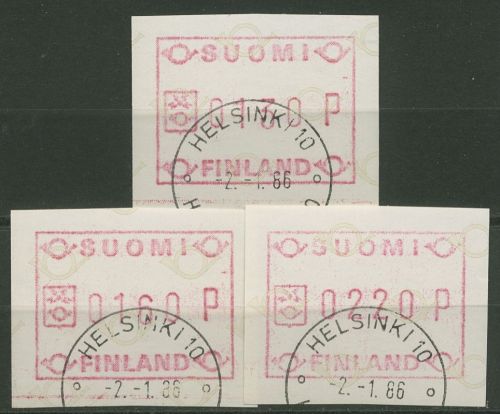 SUOMI
0130 P
HELSINKI 10
FINLAND
-2.-1.86
SUOMI
0160 P
HELSINKI 10
FINLAND
-2.-1.86
SUOMI
0220 P
HELSINKI 10
FINLAND
-2.-1.86